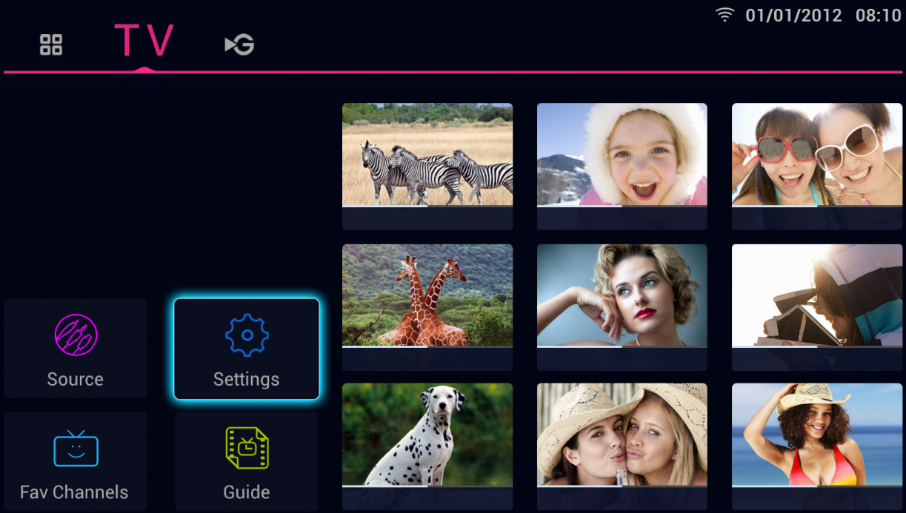 01/01/2012 08:10
TV
Source
Settings
Fav Channels
Guide